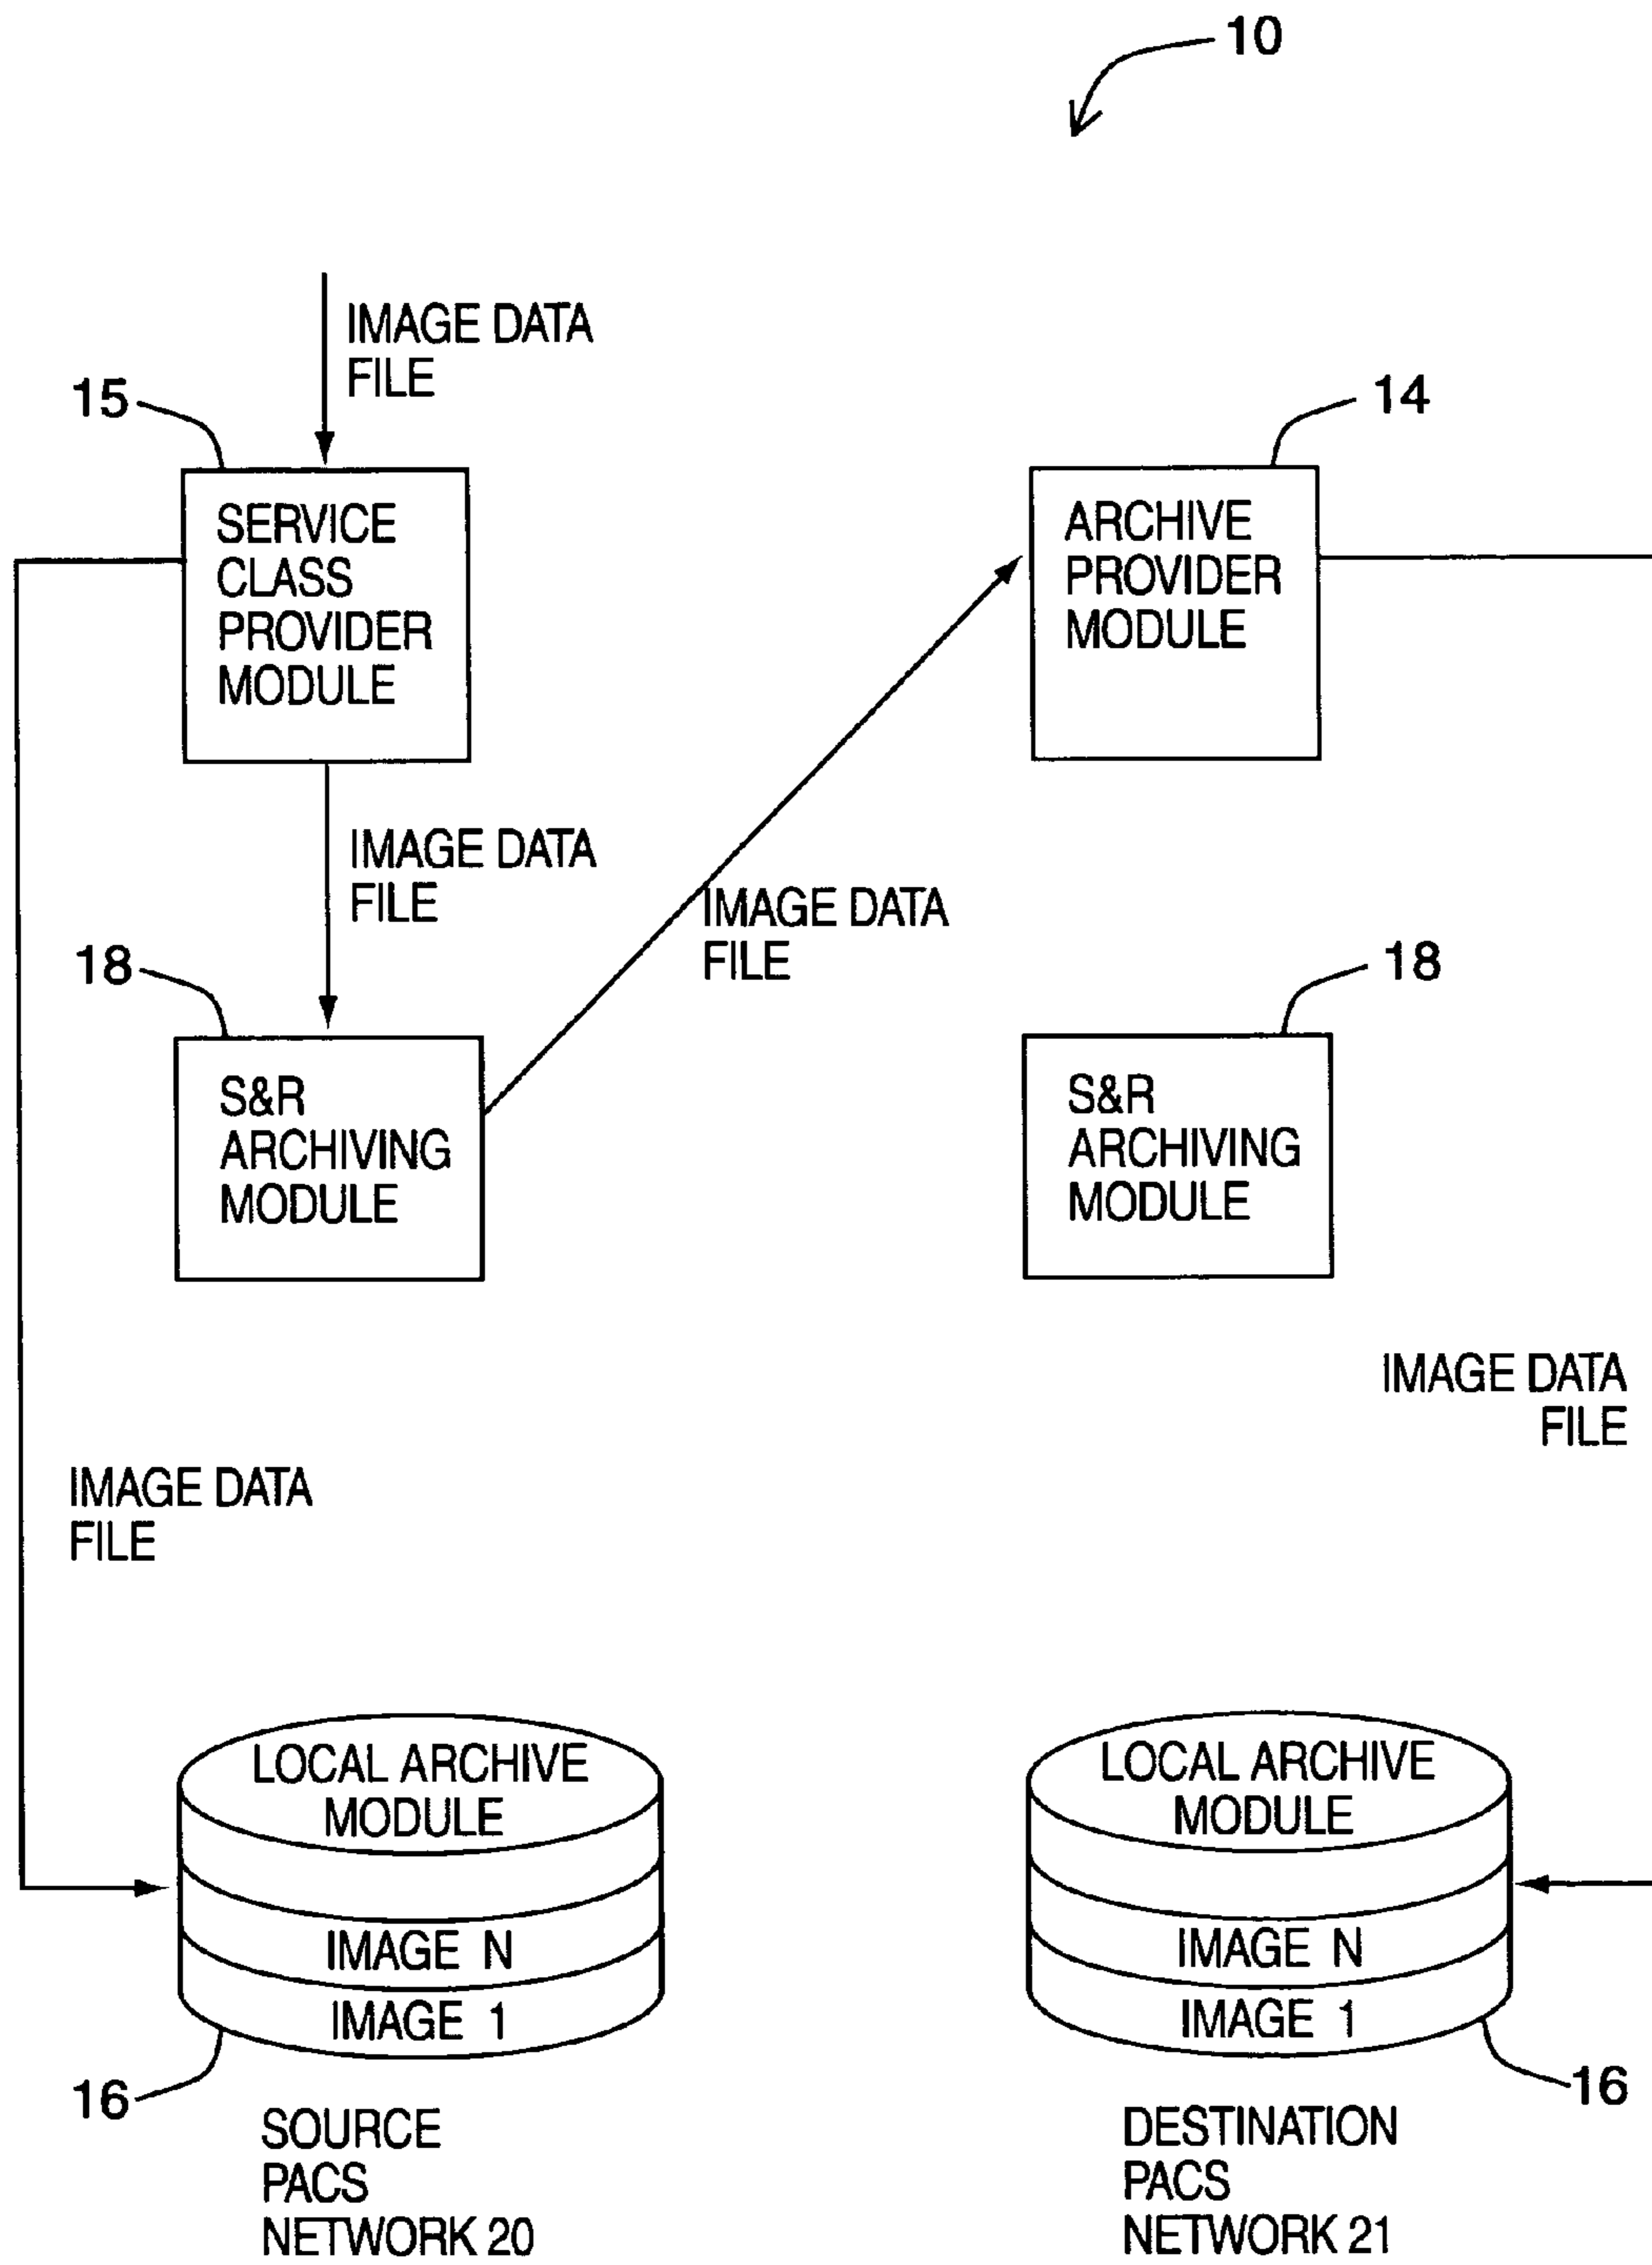 10
IMAGE DATA
FILE
15
SERVICE
CLASS
PROVIDER
MODULE
14
ARCHIVE
PROVIDER
MODULE
IMAGE DATA
FILE
IMAGE DATA
FILE
18
S&R
ARCHIVING
MODULE
18
S&R
ARCHIVING
MODULE
IMAGE DATA
FILE
IMAGE DATA
FILE
LOCAL ARCHIVE
MODULE
IMAGE N
IMAGE 1
16
SOURCE
PACS
NETWORK 20
LOCAL ARCHIVE
MODULE
IMAGE N
IMAGE 1
16
DESTINATION
PACS
NETWORK 21